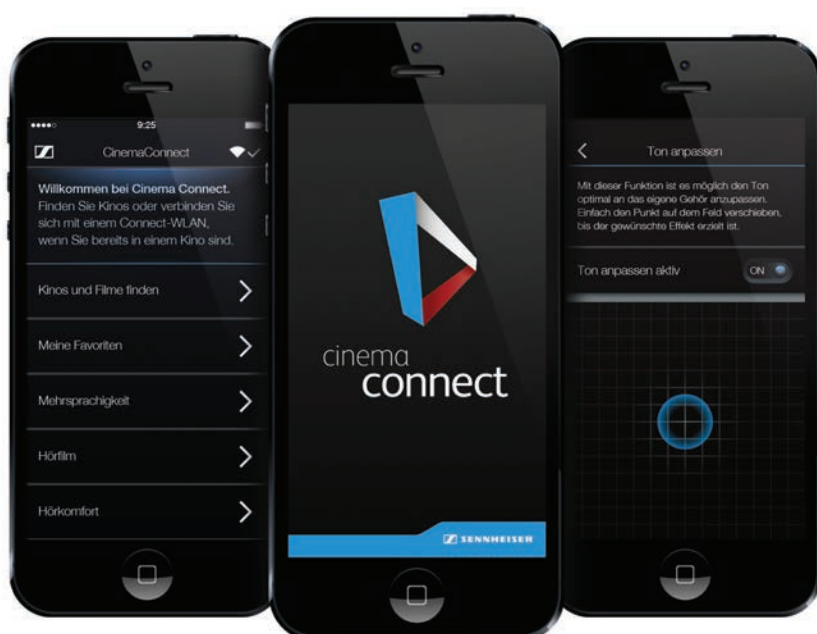 9:25
CinemaConnect
Willkommen bei Cinema Connect.
Finden Sie Kinos oder verbinden Sie
sich mit einem Connect-WLAN,
wenn Sie bereits in einem Kino sind.
Kinos und Filme finden
Meine Favoriten
Mehrsprachigkeit
Hörfilm
Hörkomfort
cinema
connect
SENNHEISER
Ton anpassen
Mit dieser Funktion ist es möglich den Ton
optimal an das eigene Gehör anzupassen.
Einfach den Punkt auf dem Feld verschieben,
bis der gewünschte Effekt erzielt ist.
Ton anpassen aktiv
ON